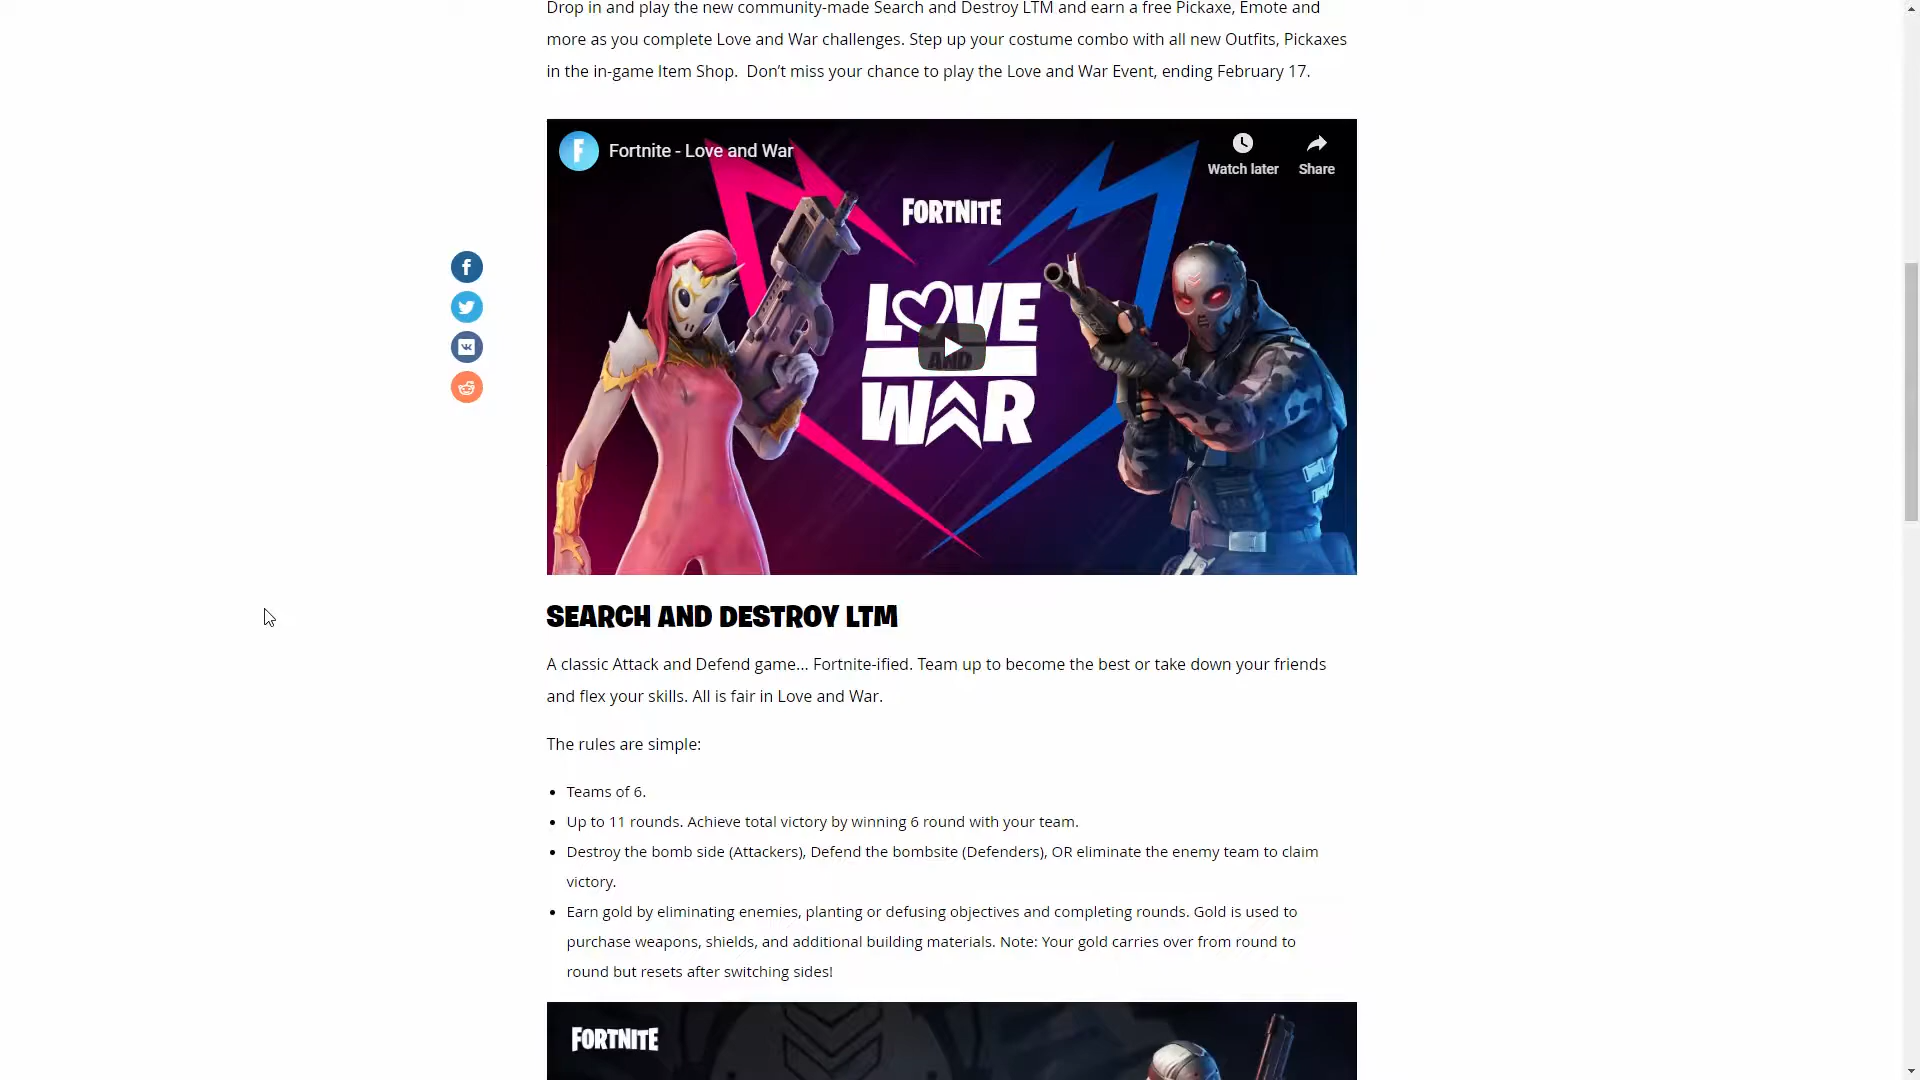 Drop in and play the new community-made Search and Destroy LTM and earn a free Pickaxe, Emote and
more as you complete Love and War challenges. Step up your costume combo with all new Outfits, Pickaxes
in the in-game Item Shop.  Don’t miss your chance to play the Love and War Event, ending February 17.
Fortnite - Love and War
Watch later
Share
FORTNITE
LOVE
AND
WAR
SEARCH AND DESTROY LTM
A classic Attack and Defend game... Fortnite-ified. Team up to become the best or take down your friends
and flex your skills. All is fair in Love and War.
The rules are simple:
• Teams of 6.
• Up to 11 rounds. Achieve total victory by winning 6 round with your team.
• Destroy the bomb side (Attackers), Defend the bombsite (Defenders), OR eliminate the enemy team to claim
victory.
• Earn gold by eliminating enemies, planting or defusing objectives and completing rounds. Gold is used to
purchase weapons, shields, and additional building materials. Note: Your gold carries over from round to
round but resets after switching sides!
FORTNITE